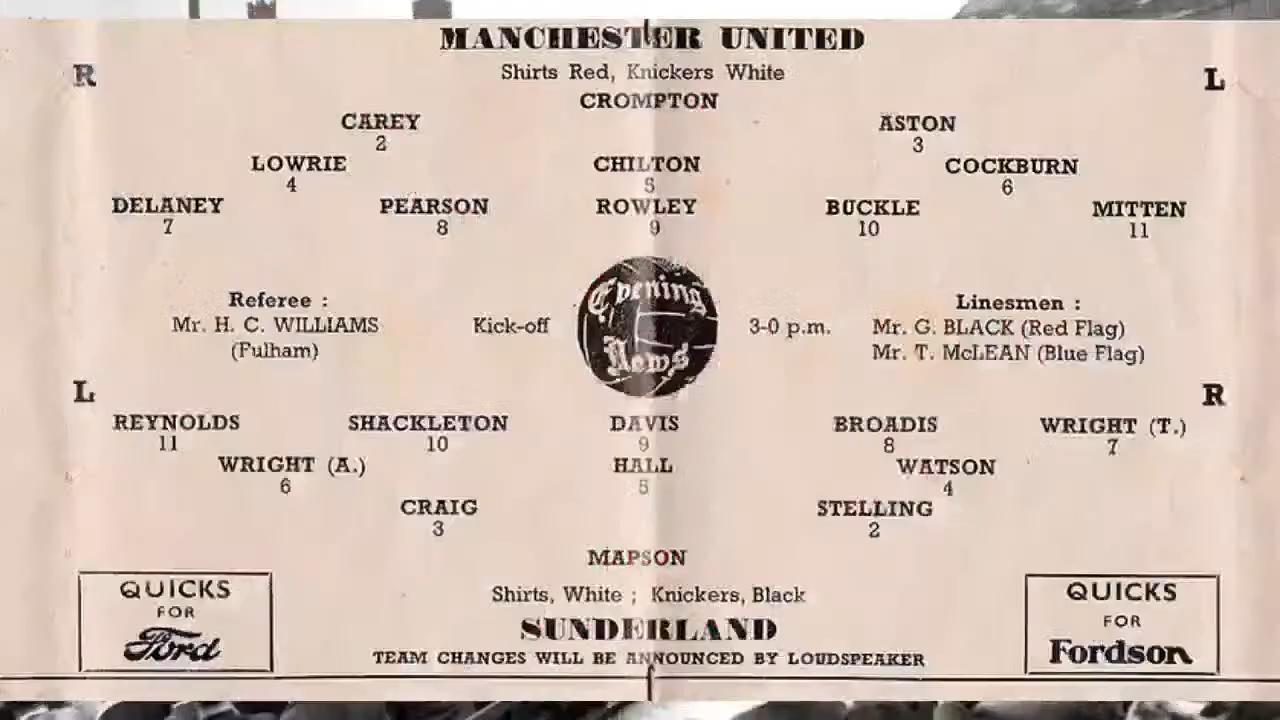 MANCHESTER UNITED
Shirts Red, Knickers White
R L
CROMPTON
CAREY ASTON
2 3
LOWRIE CHILTON COCKBURN
4 5 6
DELANEY PEARSON ROWLEY BUCKLE MITTEN
7 8 9 10 11
Referee : Linesmen :
Mr. H. C. WILLIAMS Kick-off Evening News 3-0 p.m. Mr. G. BLACK (Red Flag)
(Fulham) Mr. T. McLEAN (Blue Flag)
L R
REYNOLDS SHACKLETON DAVIS BROADIS WRIGHT (T.)
11 10 9 8 7
WRIGHT (A.) HALL WATSON
6 5 4
CRAIG STELLING
3 2
MAPSON
Shirts, White ; Knickers, Black
SUNDERLAND
TEAM CHANGES WILL BE ANNOUNCED BY LOUDSPEAKER
QUICKS
FOR
Ford
QUICKS
FOR
Fordson